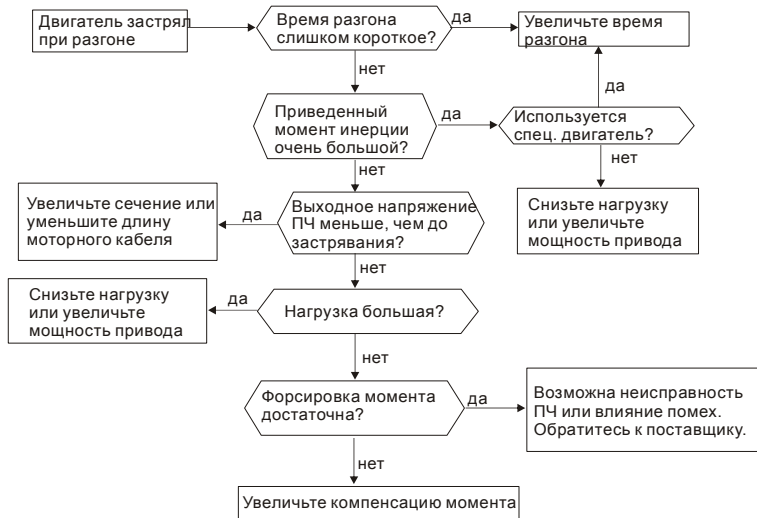 Двигатель застрял
при разгоне
Время разгона
слишком короткое?
да
Увеличьте время
разгона
нет
да
Приведенный
момент инерции
очень большой?
да
Используется
спец. двигатель?
нет
нет
Увеличьте сечение или
уменьшите длину
моторного кабеля
да
Выходное напряжение
ПЧ меньше, чем до
застрявания?
Снизьте нагрузку
или увеличьте
мощность привода
нет
Снизьте нагрузку
или увеличьте
мощность привода
да
Нагрузка большая?
нет
Форсировка момента
достаточна?
да
Возможна неисправность
ПЧ или влияние помех.
Обратитесь к поставщику.
нет
Увеличьте компенсацию момента